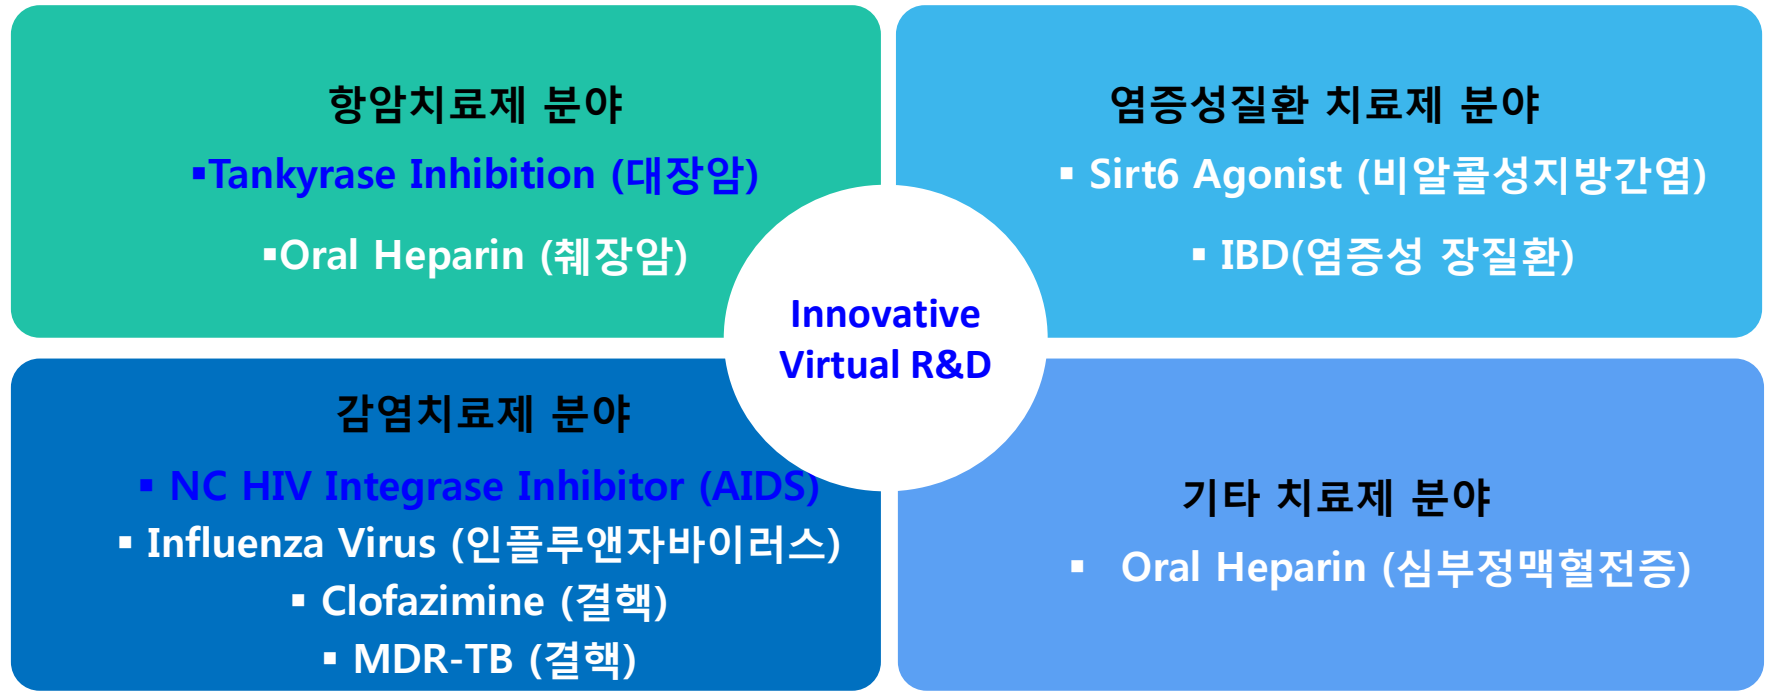 항암치료제 분야
▪Tankyrase Inhibition (대장암)
▪Oral Heparin (췌장암)
염증성질환 치료제 분야
▪ Sirt6 Agonist (비알콜성지방간염)
▪ IBD(염증성 장질환)
Innovative
Virtual R&D
감염치료제 분야
▪ NC HIV Integrase Inhibitor (AIDS)
▪ Influenza Virus (인플루앤자바이러스)
▪ Clofazimine (결핵)
▪ MDR-TB (결핵)
기타 치료제 분야
▪ Oral Heparin (심부정맥혈전증)